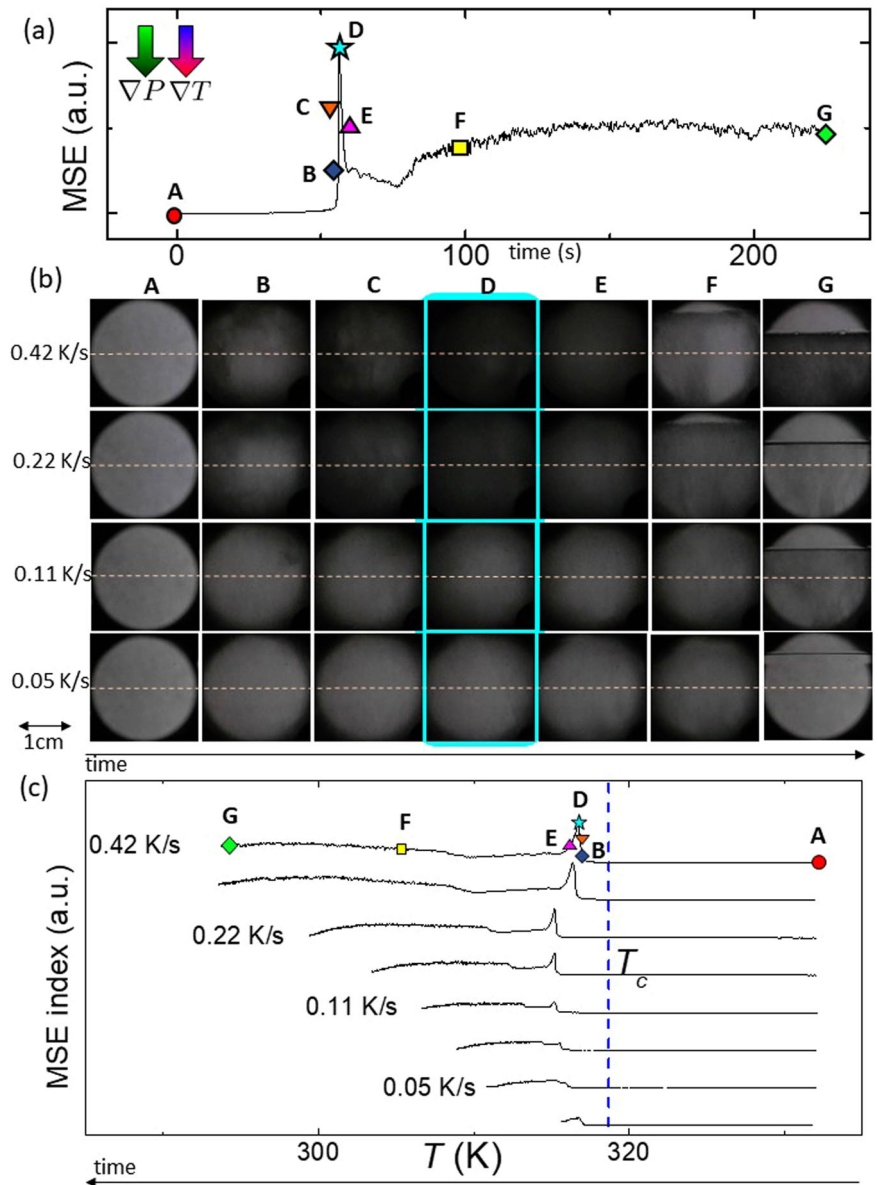 (a)
∇P ∇T
D
C
E
B
F
G
A
MSE (a.u.)
0 100 200
time (s)
(b)
A B C D E F G
0.42 K/s
0.22 K/s
0.11 K/s
0.05 K/s
1cm
time
(c)
D
G F E B A
0.42 K/s
0.22 K/s
T_c
0.11 K/s
0.05 K/s
MSE index (a.u.)
300 320
T (K)
time